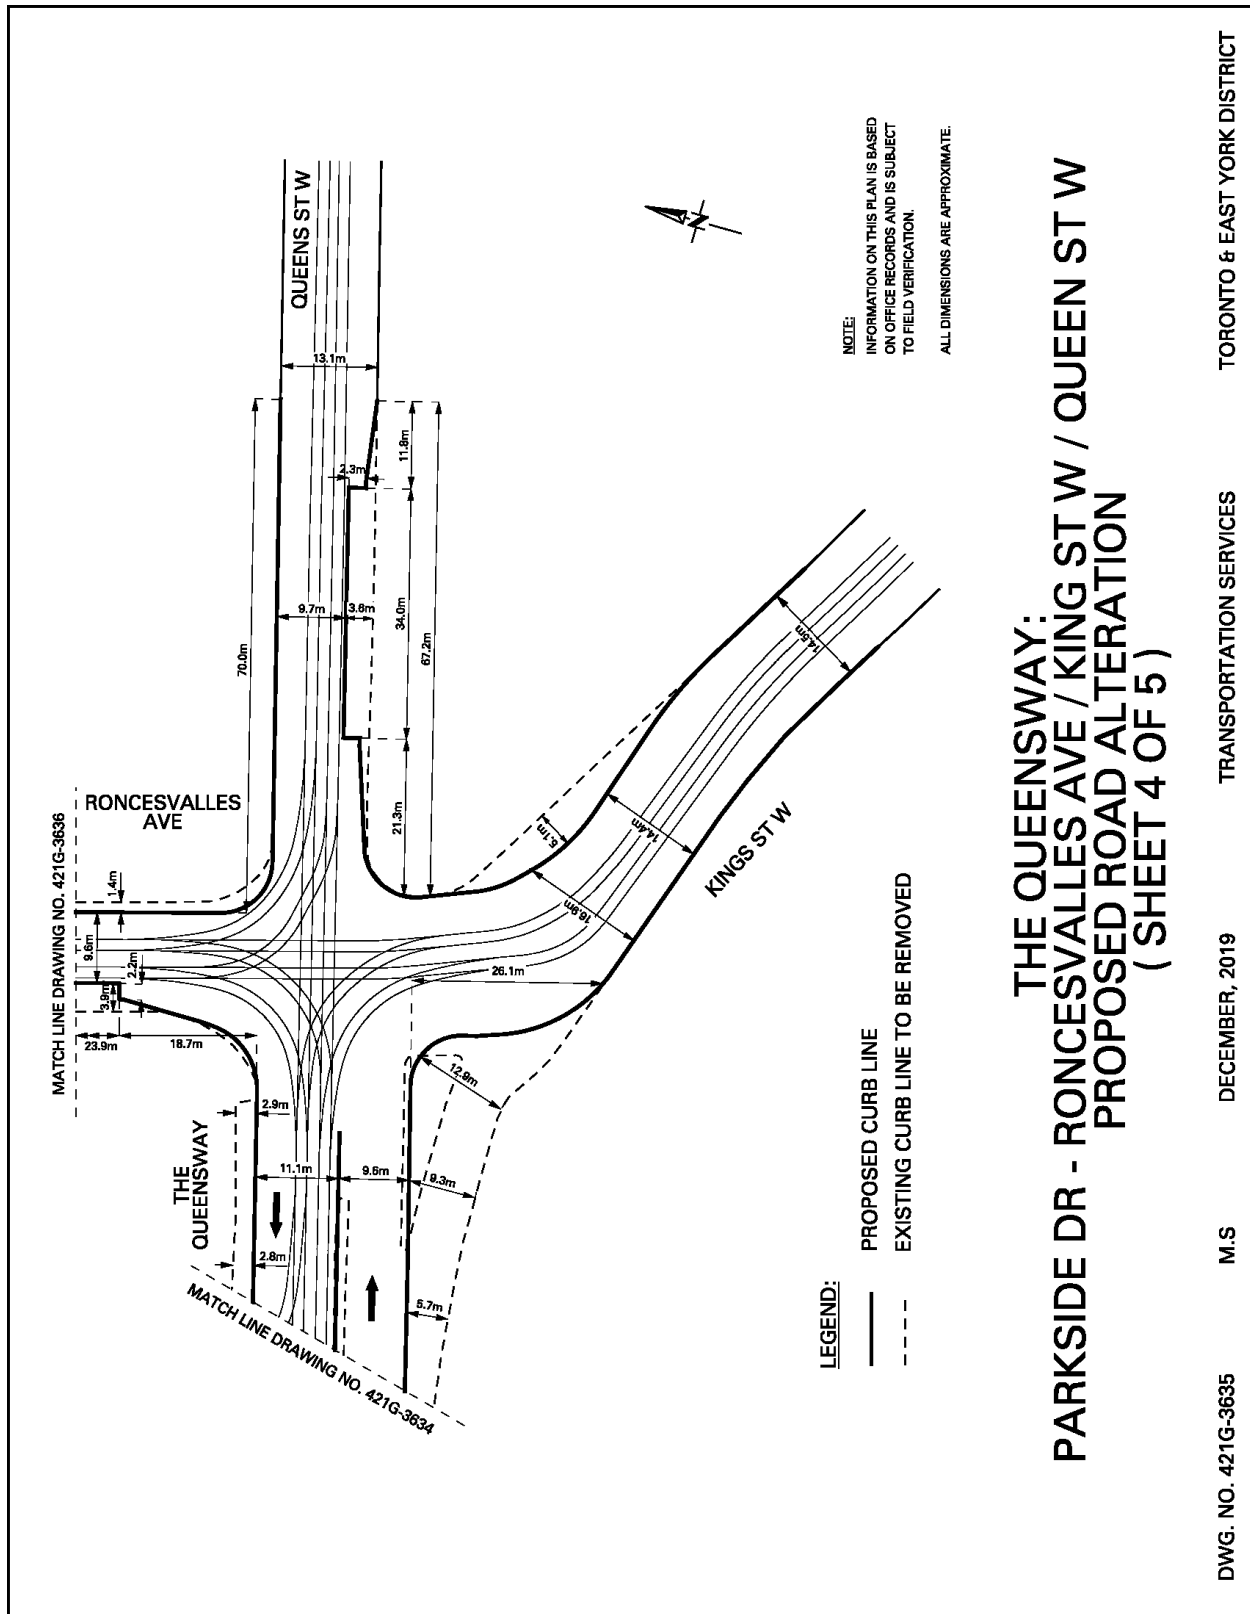 MATCH LINE DRAWING NO. 421G-3636
RONCESVALLES
AVE
QUEENS ST W
THE
QUEENSWAY
KINGS ST W
MATCH LINE DRAWING NO. 421G-3634
1.4m
9.6m
2.2m
3.9m
23.9m
18.7m
2.9m
2.8m
11.1m
9.6m
9.3m
5.7m
12.9m
26.1m
16.9m
14.4m
14.6m
5.1m
70.0m
13.1m
2.3m
11.8m
9.7m
3.6m
34.0m
67.2m
21.3m
NOTE:
INFORMATION ON THIS PLAN IS BASED
ON OFFICE RECORDS AND IS SUBJECT
TO FIELD VERIFICATION.
ALL DIMENSIONS ARE APPROXIMATE.
N
LEGEND:
PROPOSED CURB LINE
EXISTING CURB LINE TO BE REMOVED
THE QUEENSWAY:
PARKSIDE DR - RONCESVALLES AVE / KING ST W / QUEEN ST W
PROPOSED ROAD ALTERATION
( SHEET 4 OF 5 )
DWG. NO. 421G-3635
M.S
DECEMBER, 2019
TRANSPORTATION SERVICES
TORONTO & EAST YORK DISTRICT